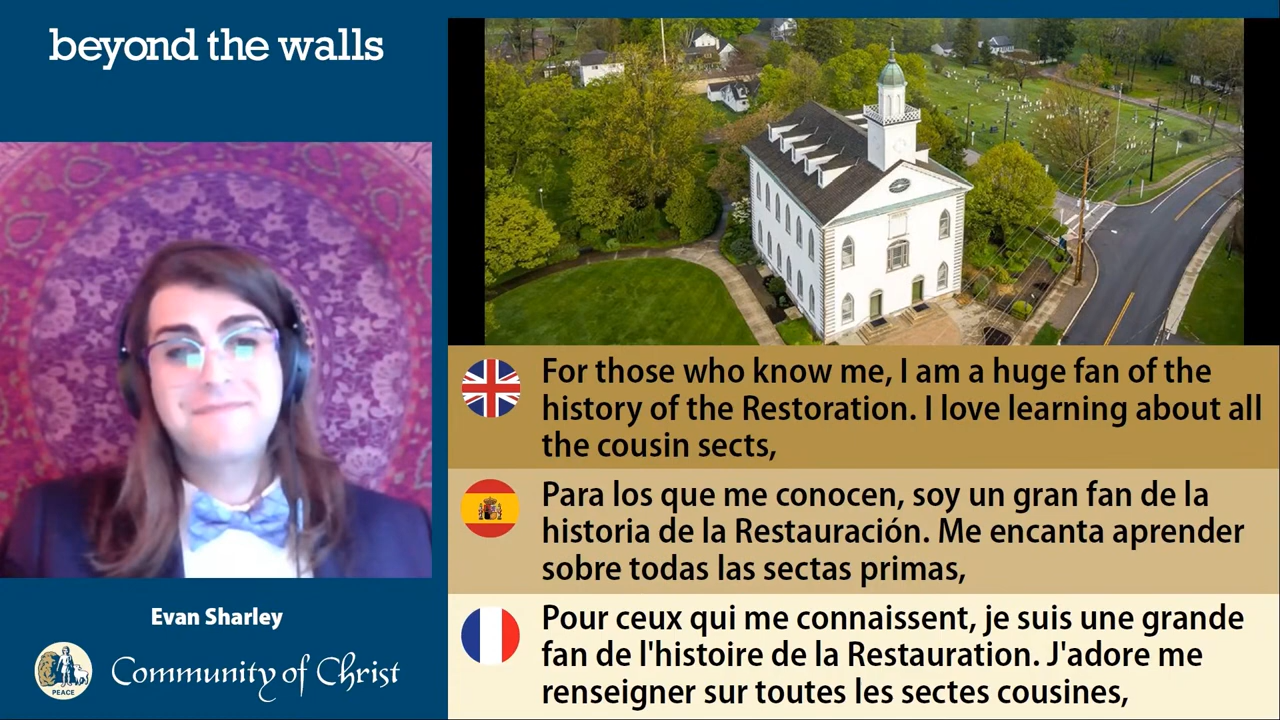 beyond the walls
For those who know me, I am a huge fan of the
history of the Restoration. I love learning about all
the cousin sects,
Para los que me conocen, soy un gran fan de la
historia de la Restauración. Me encanta aprender
sobre todas las sectas primas,
Pour ceux qui me connaissent, je suis une grande
fan de l'histoire de la Restauration. J'adore me
renseigner sur toutes les sectes cousines,
Evan Sharley
PEACE
Community of Christ